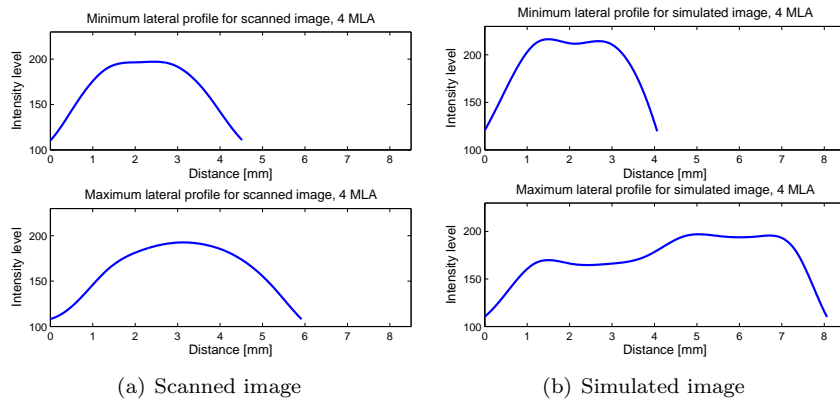 Minimum lateral profile for scanned image, 4 MLA
Intensity level
200
150
100
0 1 2 3 4 5 6 7 8
Distance [mm]
Maximum lateral profile for scanned image, 4 MLA
Intensity level
200
150
100
0 1 2 3 4 5 6 7 8
Distance [mm]
(a) Scanned image
Minimum lateral profile for simulated image, 4 MLA
Intensity level
200
150
100
0 1 2 3 4 5 6 7 8
Distance [mm]
Maximum lateral profile for simulated image, 4 MLA
Intensity level
200
150
100
0 1 2 3 4 5 6 7 8
Distance [mm]
(b) Simulated image